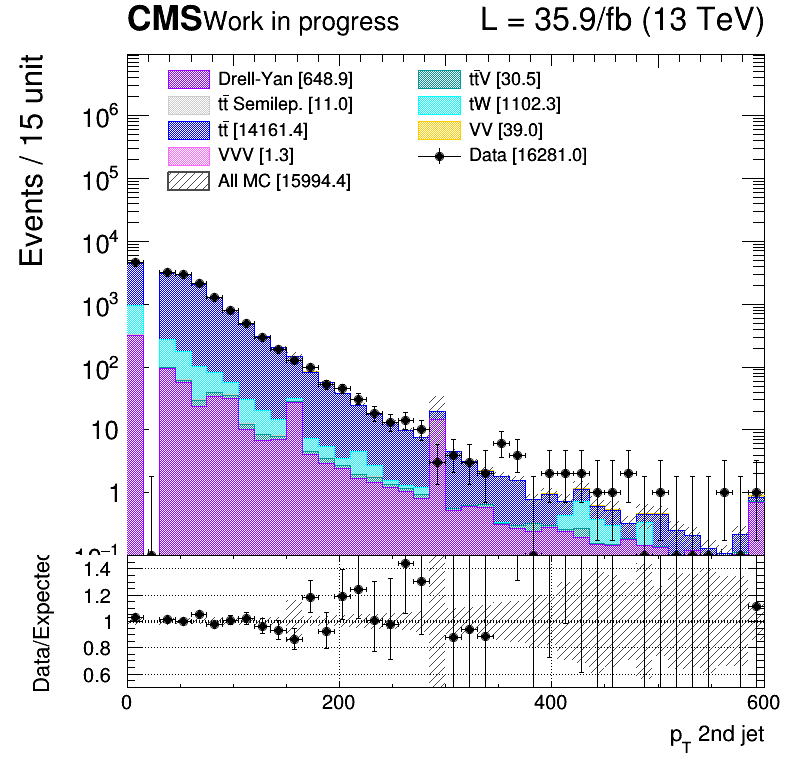 CMS Work in progress L = 35.9/fb (13 TeV)
Events / 15 unit
Drell-Yan [648.9]
tt̄ Semilep. [11.0]
tt̄ [14161.4]
VVV [1.3]
All MC [15994.4]
tt̄V [30.5]
tW [1102.3]
VV [39.0]
Data [16281.0]
10⁶
10⁵
10⁴
10³
10²
10
1
10⁻¹
Data/Expected
1.4
1.2
1
0.8
0.6
0 200 400 600
p_T 2nd jet